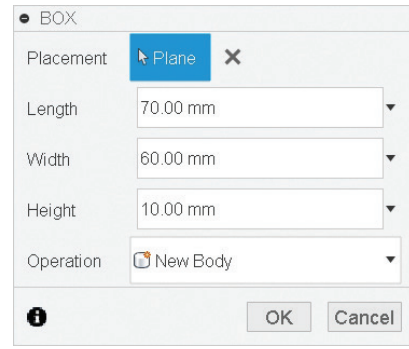 BOX
Placement Plane
Length 70.00 mm
Width 60.00 mm
Height 10.00 mm
Operation New Body
OK Cancel